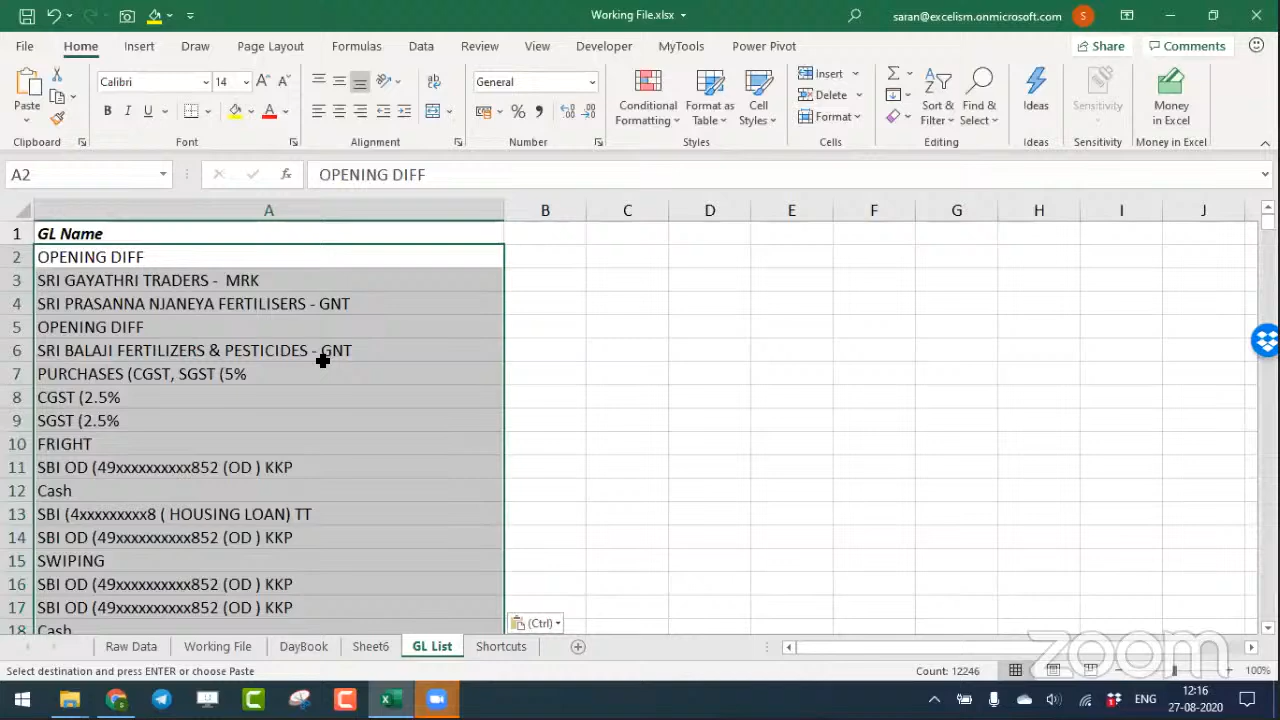 Working File.xlsx
saran@excelism.onmicrosoft.com
S
File Home Insert Draw Page Layout Formulas Data Review View Developer MyTools Power Pivot Share Comments
Paste
Calibri 14
General
Conditional Formatting
Format as Table
Cell Styles
Insert
Delete
Format
Sort & Filter
Find & Select
Ideas
Sensitivity
Money in Excel
Clipboard Font Alignment Number Styles Cells Editing Ideas Sensitivity Money in Excel
A2 fx OPENING DIFF
A B C D E F G H I J
1 GL Name
2 OPENING DIFF
3 SRI GAYATHRI TRADERS - MRK
4 SRI PRASANNA NJANEYA FERTILISERS - GNT
5 OPENING DIFF
6 SRI BALAJI FERTILIZERS & PESTICIDES - GNT
7 PURCHASES (CGST, SGST (5%
8 CGST (2.5%
9 SGST (2.5%
10 FRIGHT
11 SBI OD (49xxxxxxxxxx852 (OD ) KKP
12 Cash
13 SBI (4xxxxxxxxx8 ( HOUSING LOAN) TT
14 SBI OD (49xxxxxxxxxx852 (OD ) KKP
15 SWIPING
16 SBI OD (49xxxxxxxxxx852 (OD ) KKP
17 SBI OD (49xxxxxxxxxx852 (OD ) KKP
18 Cash
(Ctrl)
Raw Data Working File DayBook Sheet6 GL List Shortcuts
zoom
Select destination and press ENTER or choose Paste
Count: 12246
100%
ENG
12:16
27-08-2020